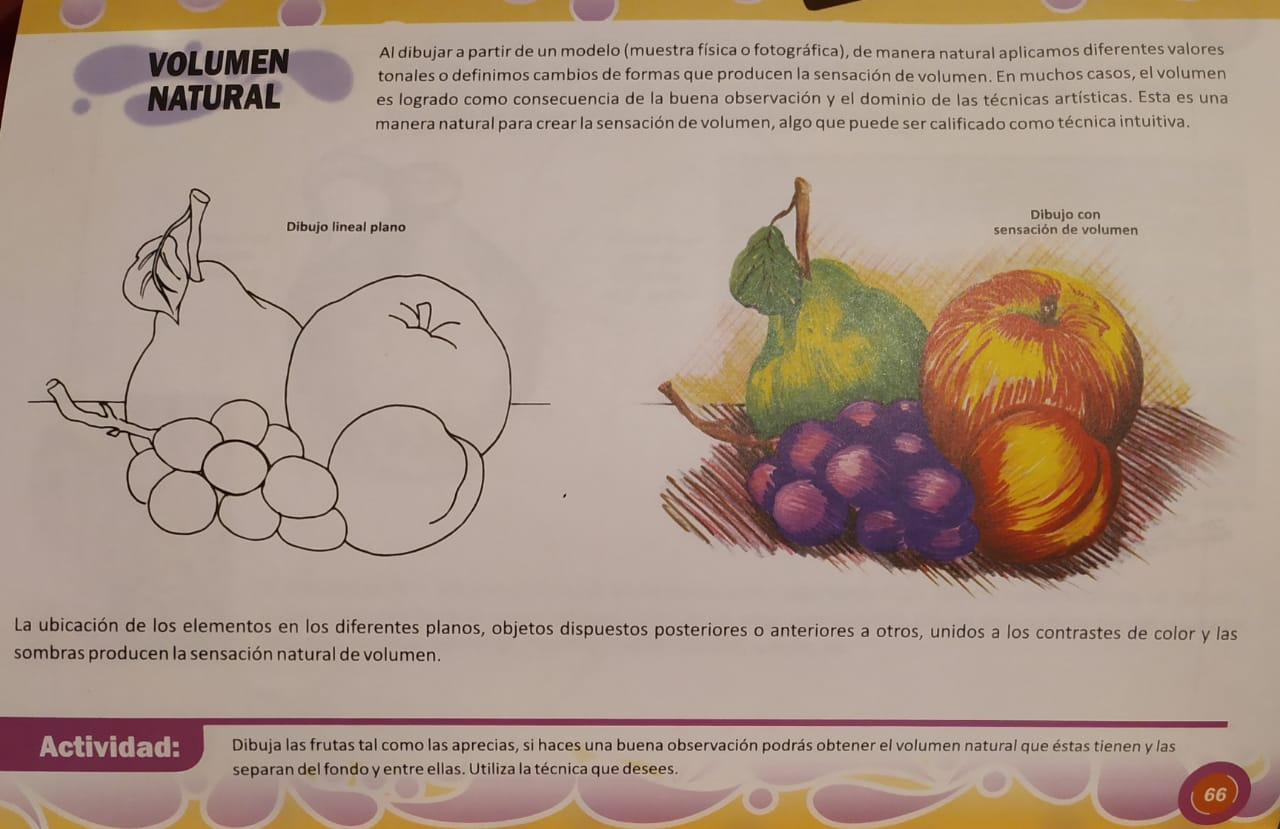 VOLUMEN
NATURAL
Al dibujar a partir de un modelo (muestra física o fotográfica), de manera natural aplicamos diferentes valores
tonales o definimos cambios de formas que producen la sensación de volumen. En muchos casos, el volumen
es logrado como consecuencia de la buena observación y el dominio de las técnicas artísticas. Esta es una
manera natural para crear la sensación de volumen, algo que puede ser calificado como técnica intuitiva.
Dibujo lineal plano
Dibujo con
sensación de volumen
La ubicación de los elementos en los diferentes planos, objetos dispuestos posteriores o anteriores a otros, unidos a los contrastes de color y las
sombras producen la sensación natural de volumen.
Actividad:
Dibuja las frutas tal como las aprecias, si haces una buena observación podrás obtener el volumen natural que éstas tienen y las
separan del fondo y entre ellas. Utiliza la técnica que desees.
66